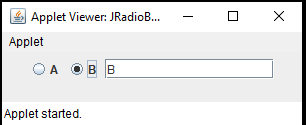 Applet Viewer: JRadioB...
Applet
A B B
Applet started.